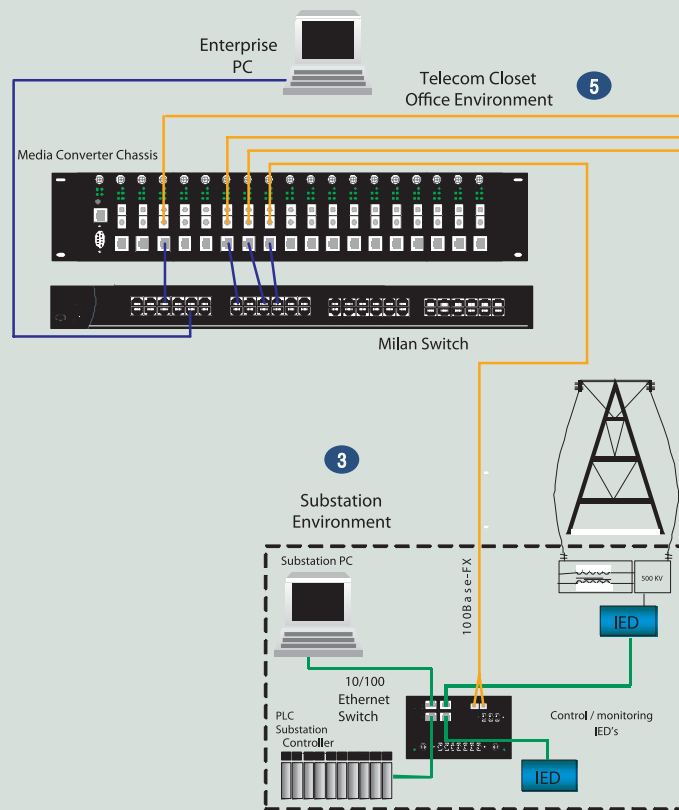 Enterprise
PC
Telecom Closet
Office Environment
5
Media Converter Chassis
Milan Switch
3
Substation
Environment
Substation PC
100Base-FX
500 KV
IED
10/100
Ethernet
Switch
PLC
Substation
Controller
Control / monitoring
IED's
IED